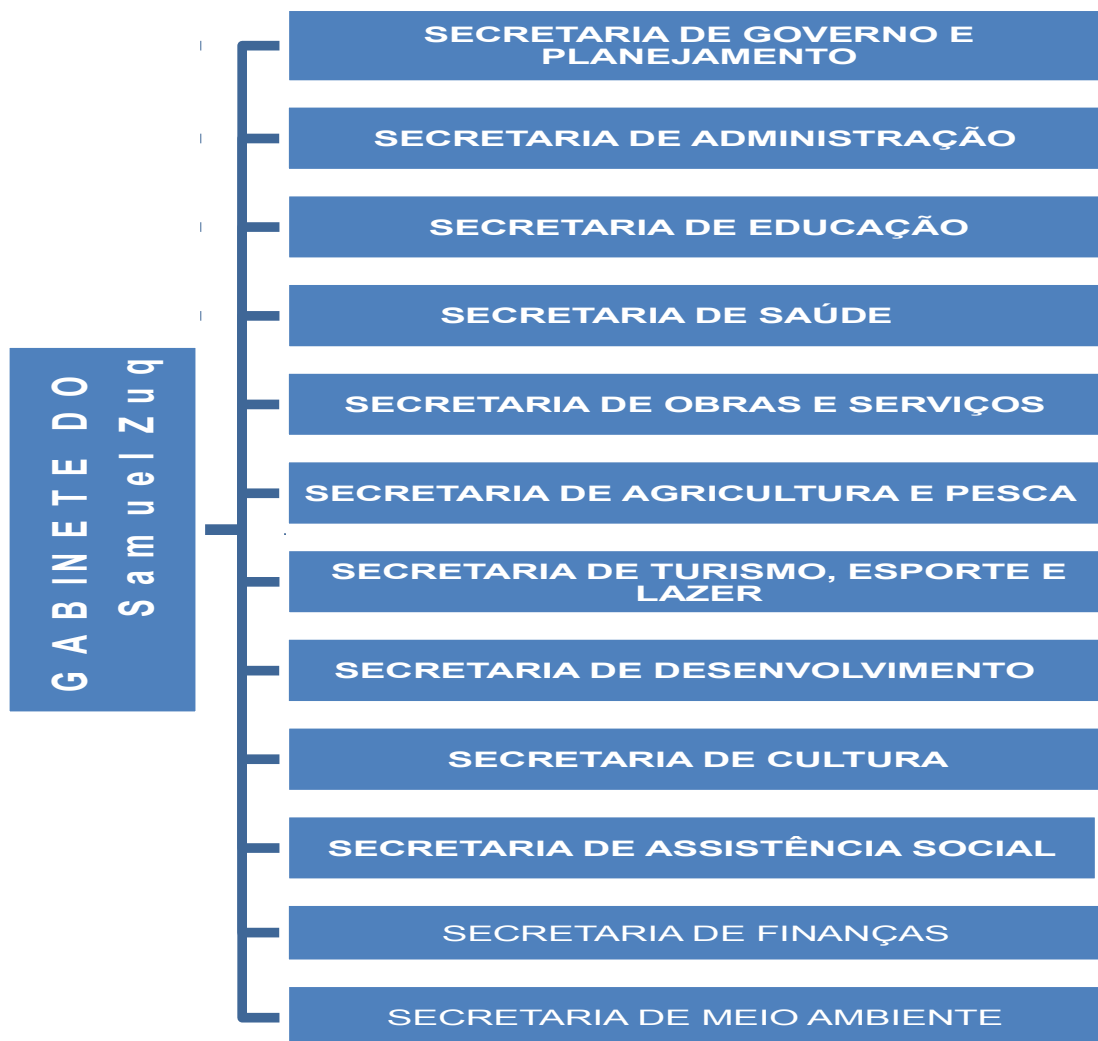 GABINETE DO
Samuel Zuq
SECRETARIA DE GOVERNO E
PLANEJAMENTO
SECRETARIA DE ADMINISTRAÇÃO
SECRETARIA DE EDUCAÇÃO
SECRETARIA DE SAÚDE
SECRETARIA DE OBRAS E SERVIÇOS
SECRETARIA DE AGRICULTURA E PESCA
SECRETARIA DE TURISMO, ESPORTE E
LAZER
SECRETARIA DE DESENVOLVIMENTO
SECRETARIA DE CULTURA
SECRETARIA DE ASSISTÊNCIA SOCIAL
SECRETARIA DE FINANÇAS
SECRETARIA DE MEIO AMBIENTE